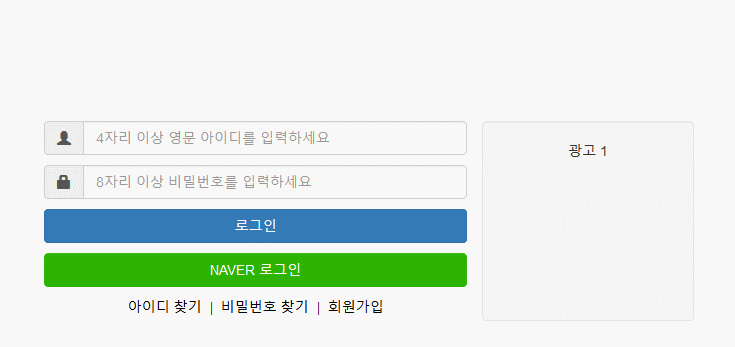 4자리 이상 영문 아이디를 입력하세요
8자리 이상 비밀번호를 입력하세요
로그인
NAVER 로그인
아이디 찾기 | 비밀번호 찾기 | 회원가입
광고 1